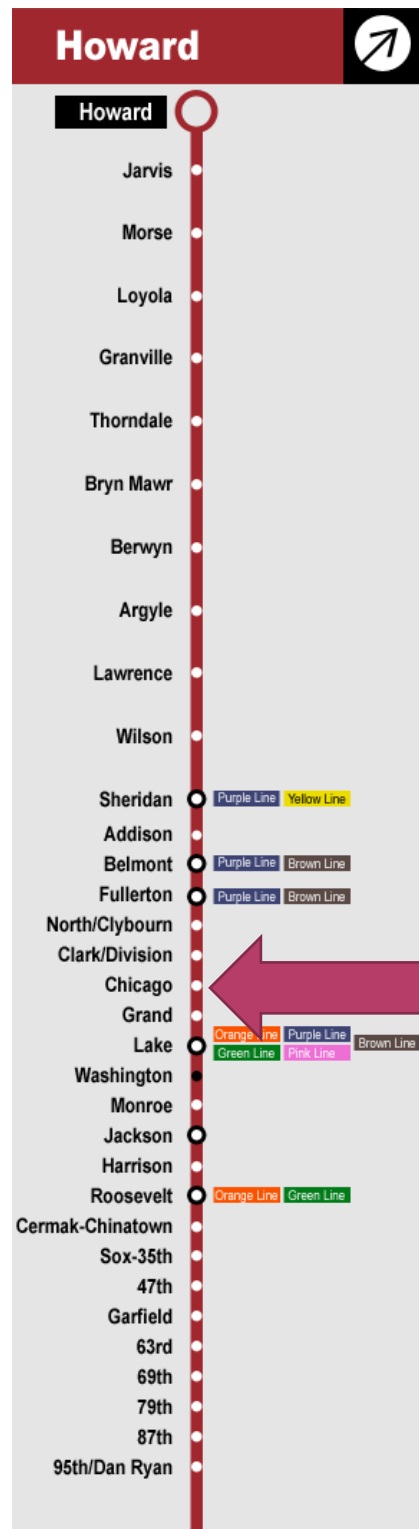 Howard
Howard
Jarvis
Morse
Loyola
Granville
Thorndale
Bryn Mawr
Berwyn
Argyle
Lawrence
Wilson
Sheridan Purple Line Yellow Line
Addison
Belmont Purple Line Brown Line
Fullerton Purple Line Brown Line
North/Clybourn
Clark/Division
Chicago
Grand
Lake Orange Line Purple Line Brown Line
Green Line Pink Line
Washington
Monroe
Jackson
Harrison
Roosevelt Orange Line Green Line
Cermak-Chinatown
Sox-35th
47th
Garfield
63rd
69th
79th
87th
95th/Dan Ryan